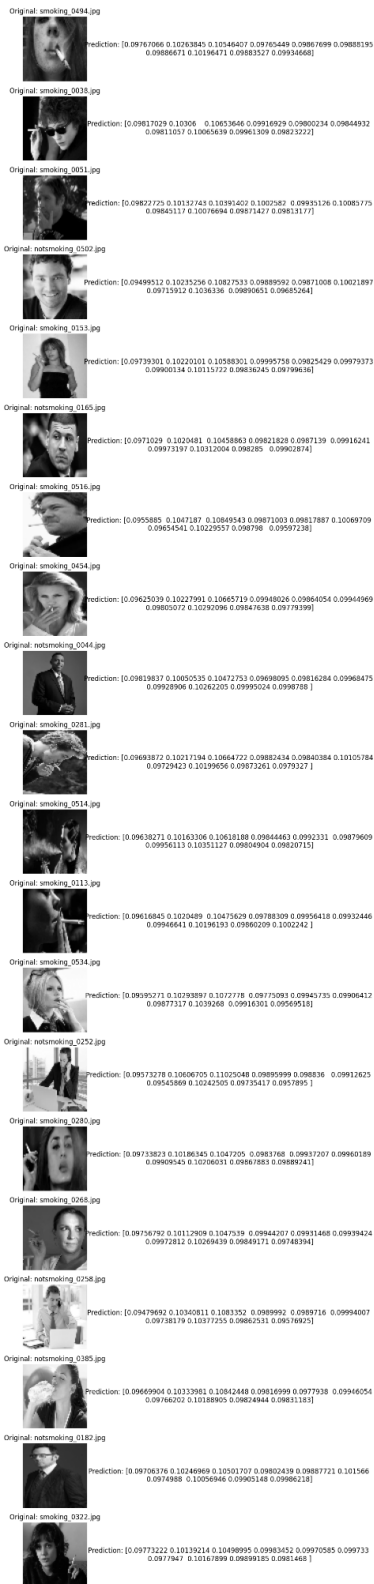 Original: smoking_0494.jpg
Prediction: [0.09767066 0.10263845 0.10546407 0.09765449 0.09867699 0.09888195
0.09886671 0.10196471 0.09883527 0.09934668]
Original: smoking_0038.jpg
Prediction: [0.09817029 0.10306 0.10653646 0.09916929 0.09800234 0.09844932
0.09811057 0.10065639 0.09961309 0.09823222]
Original: smoking_0051.jpg
Prediction: [0.09822725 0.10132743 0.10391402 0.1002582 0.09935126 0.10085775
0.09845117 0.10076694 0.09871427 0.09813177]
Original: notsmoking_0502.jpg
Prediction: [0.09499512 0.10235256 0.10827533 0.09889592 0.09871008 0.10021897
0.09715912 0.1036336 0.09890651 0.09685264]
Original: smoking_0153.jpg
Prediction: [0.09739301 0.10220101 0.10588301 0.09995758 0.09825429 0.09979373
0.09900134 0.10115722 0.09836245 0.09799636]
Original: notsmoking_0165.jpg
Prediction: [0.0971029 0.1020481 0.10458863 0.09821828 0.0987139 0.09916241
0.09973197 0.10312004 0.098285 0.09902874]
Original: smoking_0516.jpg
Prediction: [0.0955885 0.1047187 0.10849543 0.09871003 0.09817887 0.10069709
0.09654541 0.10229557 0.098798 0.09597238]
Original: smoking_0454.jpg
Prediction: [0.09625039 0.10227991 0.10665719 0.09948026 0.09864054 0.09944969
0.09805072 0.10292096 0.09847638 0.09779399]
Original: notsmoking_0044.jpg
Prediction: [0.09819837 0.10050535 0.10472753 0.09698095 0.09816284 0.09968475
0.09928906 0.10262205 0.09995024 0.0998788 ]
Original: smoking_0281.jpg
Prediction: [0.09693872 0.10217194 0.10664722 0.09882434 0.09840384 0.10105784
0.09729423 0.10199656 0.09873261 0.0979327 ]
Original: smoking_0514.jpg
Prediction: [0.09638271 0.10163306 0.10618188 0.09844463 0.0992331 0.09879609
0.09956113 0.10351127 0.09804904 0.09820715]
Original: smoking_0113.jpg
Prediction: [0.09616845 0.1020489 0.10475629 0.09788309 0.09956418 0.09932446
0.09946641 0.10196193 0.09860209 0.1002242 ]
Original: smoking_0534.jpg
Prediction: [0.09595271 0.10293897 0.1072778 0.09775093 0.09945735 0.09906412
0.09877317 0.1039268 0.09916301 0.09569518]
Original: notsmoking_0252.jpg
Prediction: [0.09573278 0.10606705 0.11025048 0.09895999 0.098836 0.09912625
0.09545869 0.10242505 0.09735417 0.0957895 ]
Original: smoking_0280.jpg
Prediction: [0.09733823 0.10186345 0.1047205 0.0983768 0.09937207 0.09960189
0.09909545 0.10206031 0.09867883 0.09889241]
Original: smoking_0268.jpg
Prediction: [0.09756792 0.10112909 0.1047539 0.09944207 0.09931468 0.09939424
0.09972812 0.10269439 0.09849171 0.09748394]
Original: notsmoking_0258.jpg
Prediction: [0.09479692 0.10340811 0.1083352 0.0989992 0.0989716 0.09994007
0.09738179 0.10377255 0.09862531 0.09576925]
Original: notsmoking_0385.jpg
Prediction: [0.09669904 0.10333981 0.10842448 0.09816999 0.0977938 0.09946054
0.09766202 0.10188905 0.09824944 0.09831183]
Original: notsmoking_0182.jpg
Prediction: [0.09706376 0.10246969 0.10501707 0.09802439 0.09887721 0.101566
0.0974988 0.10056946 0.09905148 0.09986218]
Original: notsmoking_0322.jpg
Prediction: [0.09773222 0.10139214 0.10498995 0.09983452 0.09970585 0.099733
0.0977947 0.10167899 0.09899185 0.0981468 ]